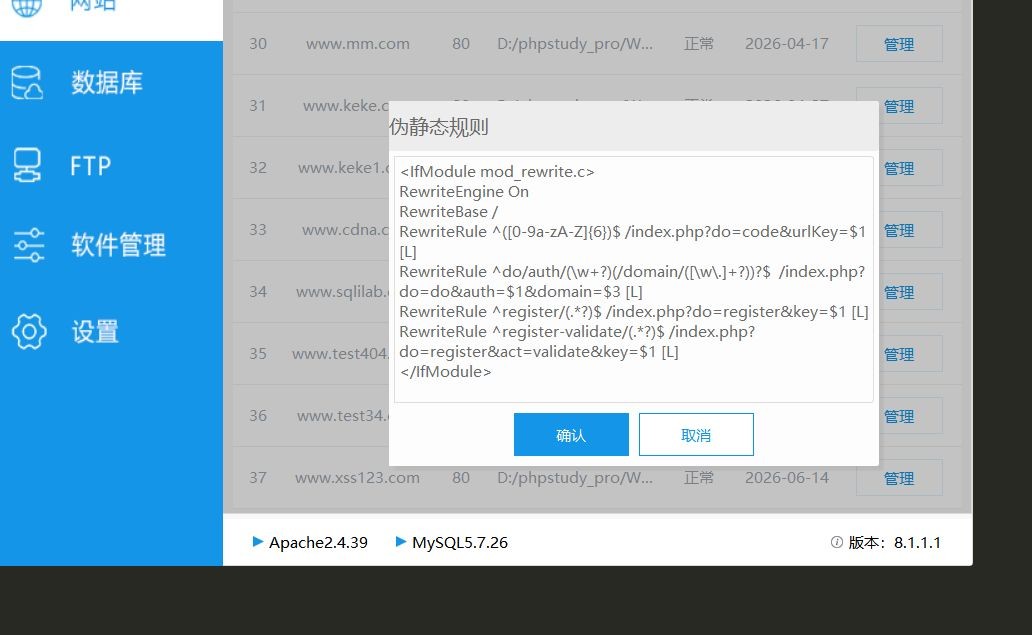 网站
数据库
FTP
软件管理
设置
30 www.mm.com 80 D:/phpstudy_pro/W... 正常 2026-04-17 管理
31 www.keke.c 管理
32 www.keke1.c 管理
33 www.cdna.c 管理
34 www.sqlilab. 管理
35 www.test404. 管理
36 www.test34. 管理
37 www.xss123.com 80 D:/phpstudy_pro/W... 正常 2026-06-14 管理
伪静态规则
<IfModule mod_rewrite.c>
RewriteEngine On
RewriteBase /
RewriteRule ^([0-9a-zA-Z]{6})$ /index.php?do=code&urlKey=$1
[L]
RewriteRule ^do/auth/(\w+?)(/domain/([\w\.]+?))?$  /index.php?
do=do&auth=$1&domain=$3 [L]
RewriteRule ^register/(.*?)$ /index.php?do=register&key=$1 [L]
RewriteRule ^register-validate/(.*?)$ /index.php?
do=register&act=validate&key=$1 [L]
</IfModule>
确认 取消
Apache2.4.39 MySQL5.7.26 版本：8.1.1.1